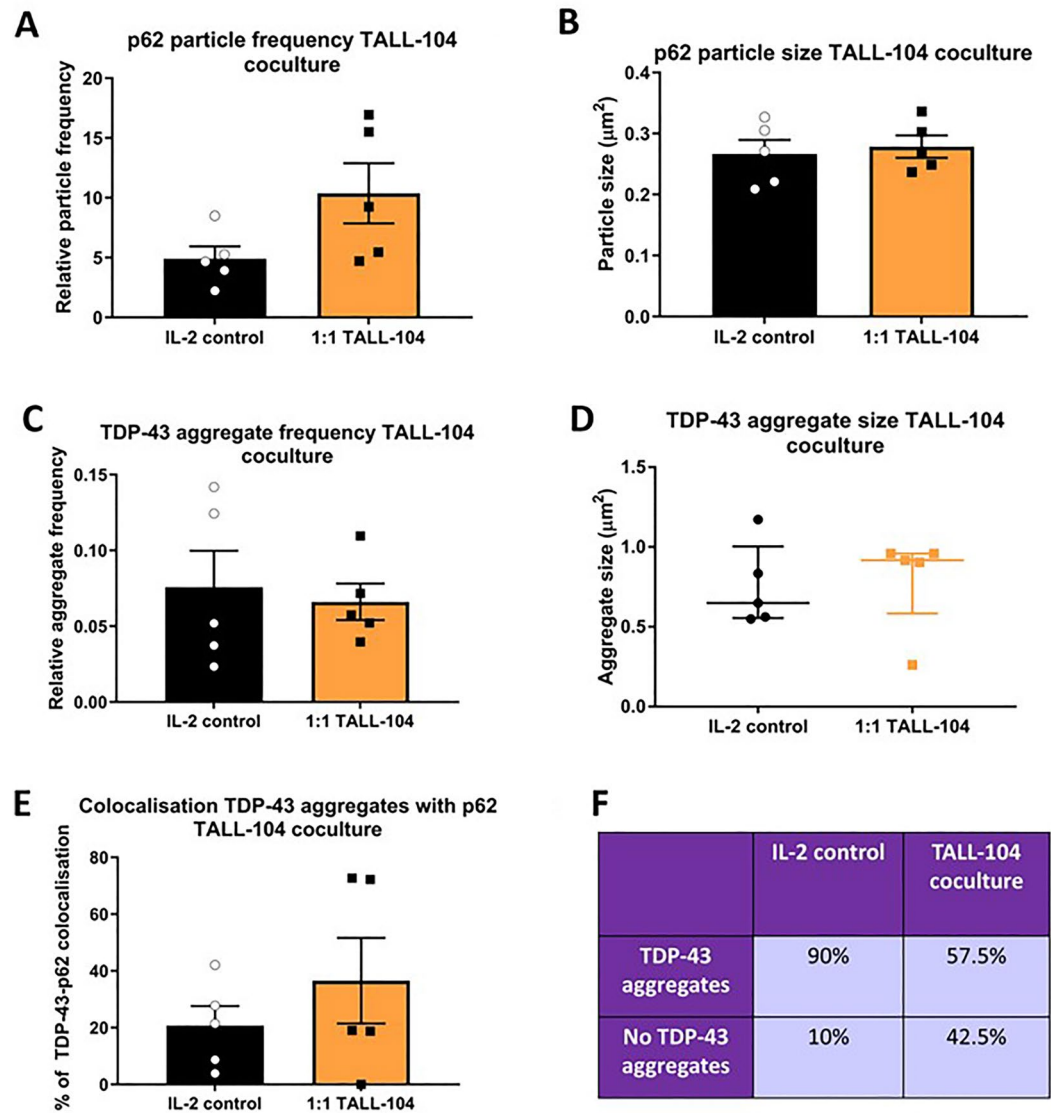 A
p62 particle frequency TALL-104
coculture
Relative particle frequency
20
15
10
5
0
IL-2 control
1:1 TALL-104
B
p62 particle size TALL-104 coculture
Particle size (μm²)
0.4
0.3
0.2
0.1
0.0
IL-2 control
1:1 TALL-104
C
TDP-43 aggregate frequency TALL-104
coculture
Relative aggregate frequency
0.15
0.10
0.05
0.00
IL-2 control
1:1 TALL-104
D
TDP-43 aggregate size TALL-104
coculture
Aggregate size (μm²)
1.5
1.0
0.5
0.0
IL-2 control
1:1 TALL-104
E
Colocalisation TDP-43 aggregates with p62
TALL-104 coculture
% of TDP-43-p62 colocalisation
80
60
40
20
0
IL-2 control
1:1 TALL-104
F
IL-2 control
TALL-104
coculture
TDP-43
aggregates
90%
57.5%
No TDP-43
aggregates
10%
42.5%